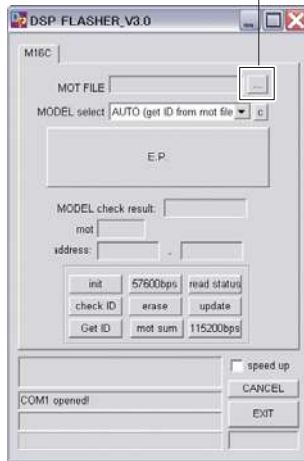 DSP FLASHER_V3.0
M16C
MOT FILE ...
MODEL select AUTO (get ID from mot file c
E.P.
MODEL check result:
mot
address: -
init 57600bps read status
check ID erase update
Get ID mot sum 115200bps
speed up
CANCEL
COM1 opened!
EXIT